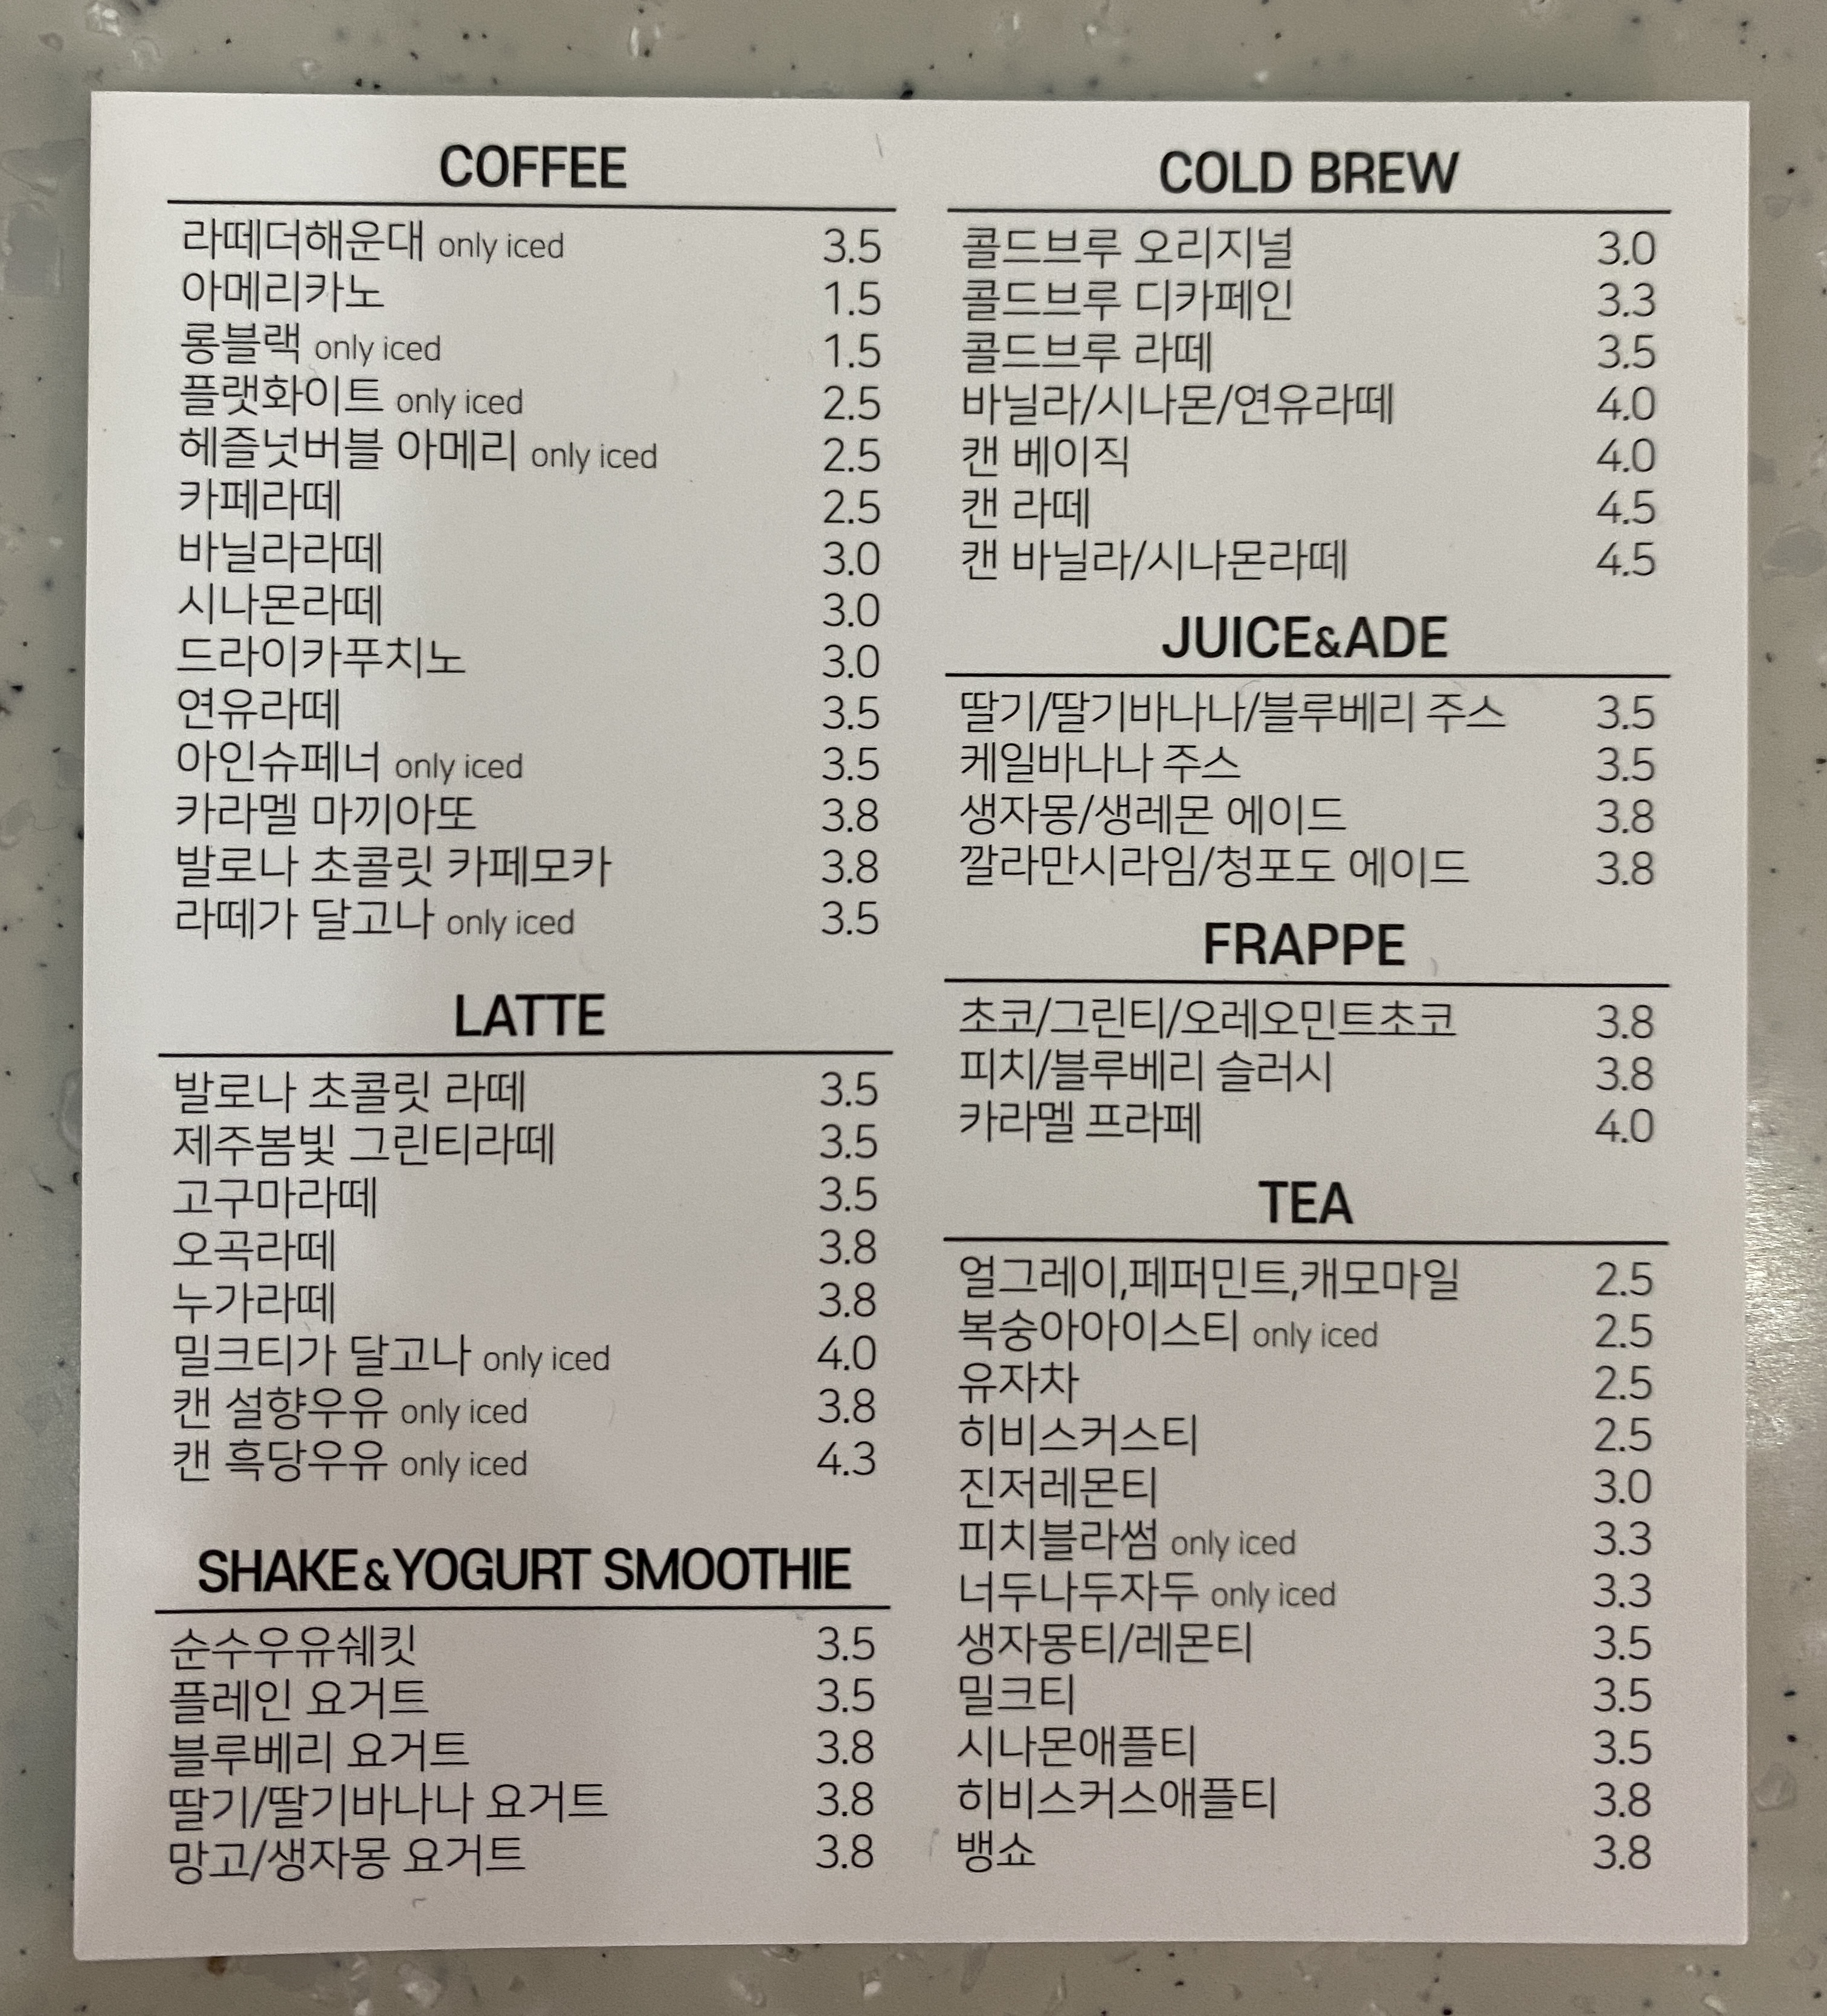 COFFEE
라떼더해운대 only iced 3.5
아메리카노 1.5
롱블랙 only iced 1.5
플랫화이트 only iced 2.5
헤즐넛버블 아메리 only iced 2.5
카페라떼 2.5
바닐라라떼 3.0
시나몬라떼 3.0
드라이카푸치노 3.0
연유라떼 3.5
아인슈페너 only iced 3.5
카라멜 마끼아또 3.8
발로나 초콜릿 카페모카 3.8
라떼가 달고나 only iced 3.5
LATTE
발로나 초콜릿 라떼 3.5
제주봄빛 그린티라떼 3.5
고구마라떼 3.5
오곡라떼 3.8
누가라떼 3.8
밀크티가 달고나 only iced 4.0
캔 설향우유 only iced 3.8
캔 흑당우유 only iced 4.3
SHAKE&YOGURT SMOOTHIE
순수우유쉐킷 3.5
플레인 요거트 3.5
블루베리 요거트 3.8
딸기/딸기바나나 요거트 3.8
망고/생자몽 요거트 3.8
COLD BREW
콜드브루 오리지널 3.0
콜드브루 디카페인 3.3
콜드브루 라떼 3.5
바닐라/시나몬/연유라떼 4.0
캔 베이직 4.0
캔 라떼 4.5
캔 바닐라/시나몬라떼 4.5
JUICE&ADE
딸기/딸기바나나/블루베리 주스 3.5
케일바나나 주스 3.5
생자몽/생레몬 에이드 3.8
깔라만시라임/청포도 에이드 3.8
FRAPPE
초코/그린티/오레오민트초코 3.8
피치/블루베리 슬러시 3.8
카라멜 프라페 4.0
TEA
얼그레이,페퍼민트,캐모마일 2.5
복숭아아이스티 only iced 2.5
유자차 2.5
히비스커스티 2.5
진저레몬티 3.0
피치블라썸 only iced 3.3
너두나두자두 only iced 3.3
생자몽티/레몬티 3.5
밀크티 3.5
시나몬애플티 3.5
히비스커스애플티 3.8
뱅쇼 3.8